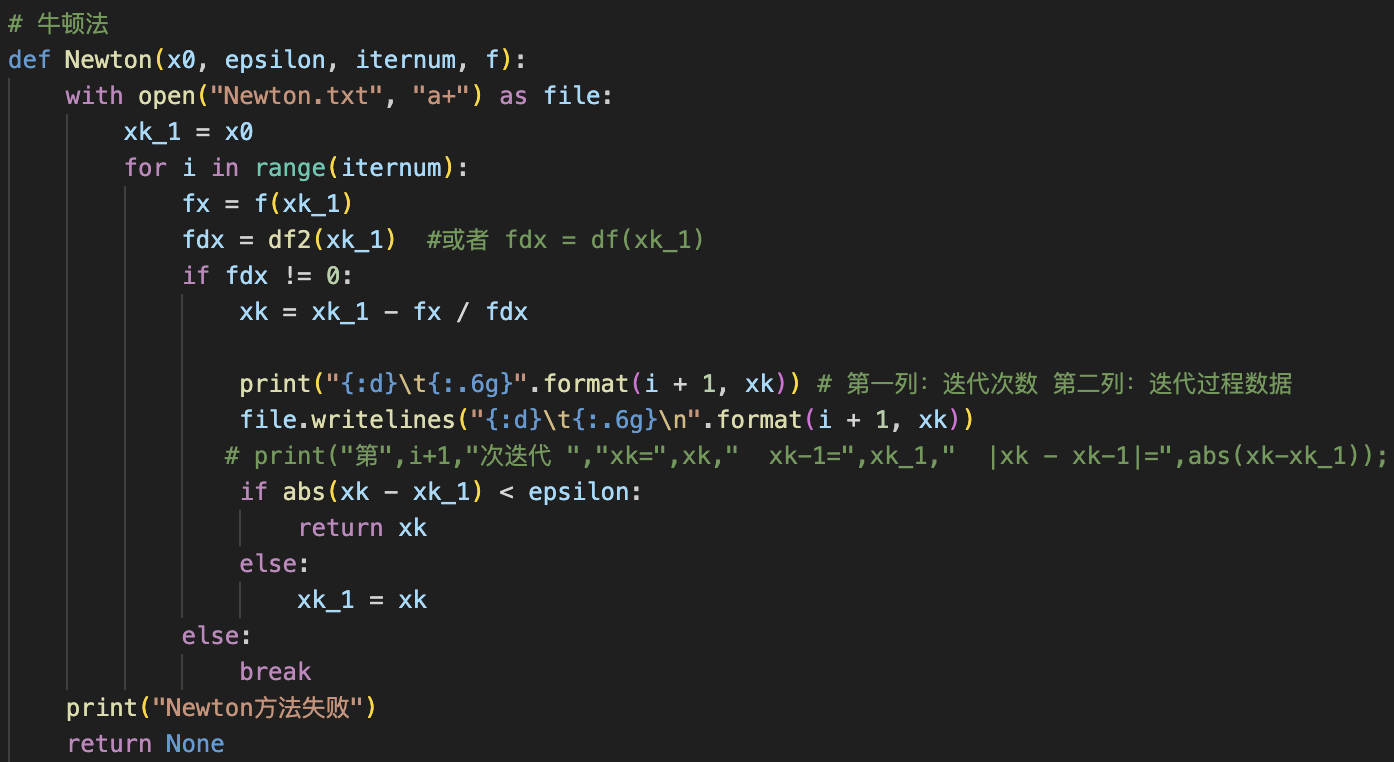 # 牛顿法
def Newton(x0, epsilon, iternum, f):
    with open("Newton.txt", "a+") as file:
        xk_1 = x0
        for i in range(iternum):
            fx = f(xk_1)
            fdx = df2(xk_1)  #或者 fdx = df(xk_1)
            if fdx != 0:
                xk = xk_1 - fx / fdx

                print("{:d}\t{:.6g}".format(i + 1, xk)) # 第一列：迭代次数 第二列：迭代过程数据
                file.writelines("{:d}\t{:.6g}\n".format(i + 1, xk))
               # print("第",i+1,"次迭代 ","xk=",xk,"  xk-1=",xk_1,"  |xk - xk-1|=",abs(xk-xk_1));
                if abs(xk - xk_1) < epsilon:
                    return xk
                else:
                    xk_1 = xk
            else:
                break
    print("Newton方法失败")
    return None